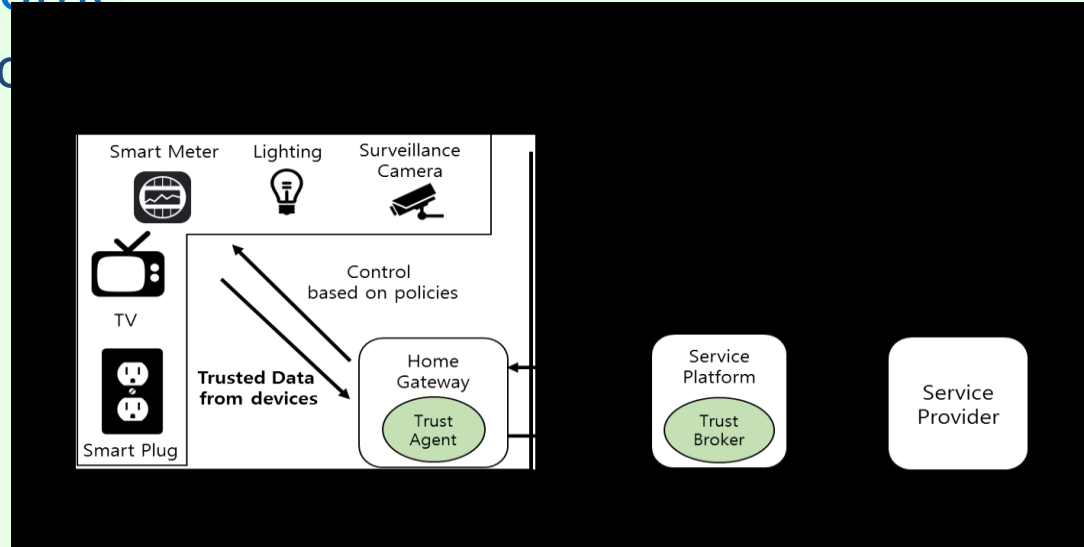 Smart Meter
Lighting
Surveillance
Camera
TV
Smart Plug
Control
based on policies
Trusted Data
from devices
Home
Gateway
Trust
Agent
Service
Platform
Trust
Broker
Service
Provider